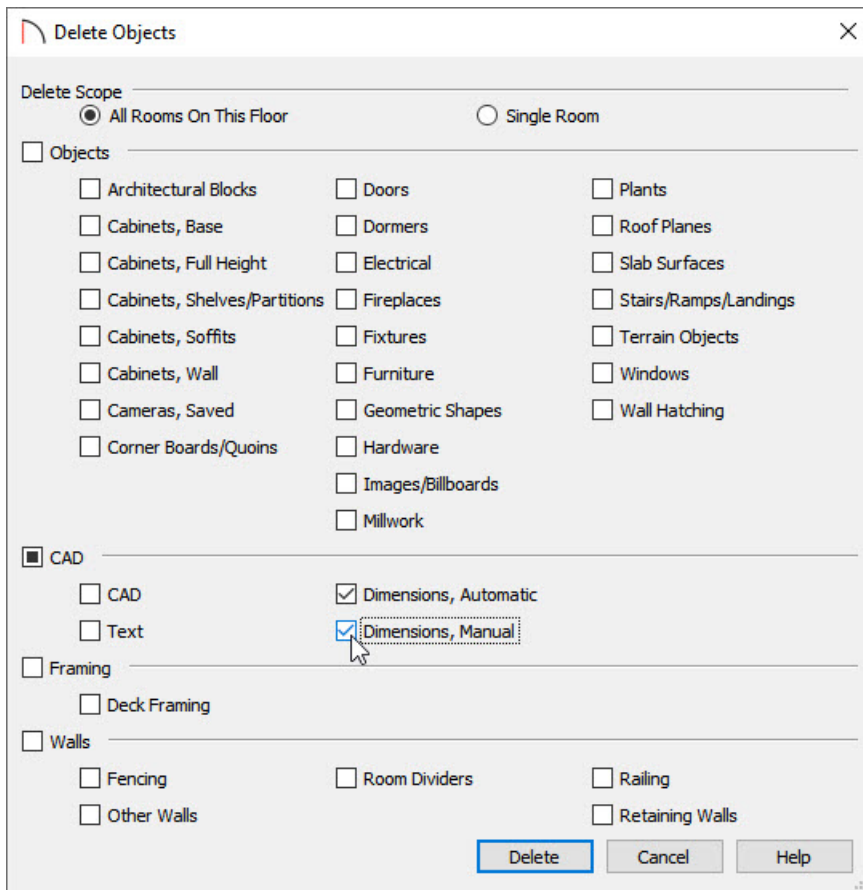 Delete Objects
Delete Scope
All Rooms On This Floor Single Room
Objects
Architectural Blocks Doors Plants
Cabinets, Base Dormers Roof Planes
Cabinets, Full Height Electrical Slab Surfaces
Cabinets, Shelves/Partitions Fireplaces Stairs/Ramps/Landings
Cabinets, Soffits Fixtures Terrain Objects
Cabinets, Wall Furniture Windows
Cameras, Saved Geometric Shapes Wall Hatching
Corner Boards/Quoins Hardware
Images/Billboards
Millwork
CAD
CAD Dimensions, Automatic
Text Dimensions, Manual
Framing
Deck Framing
Walls
Fencing Room Dividers Railing
Other Walls Retaining Walls
Delete Cancel Help